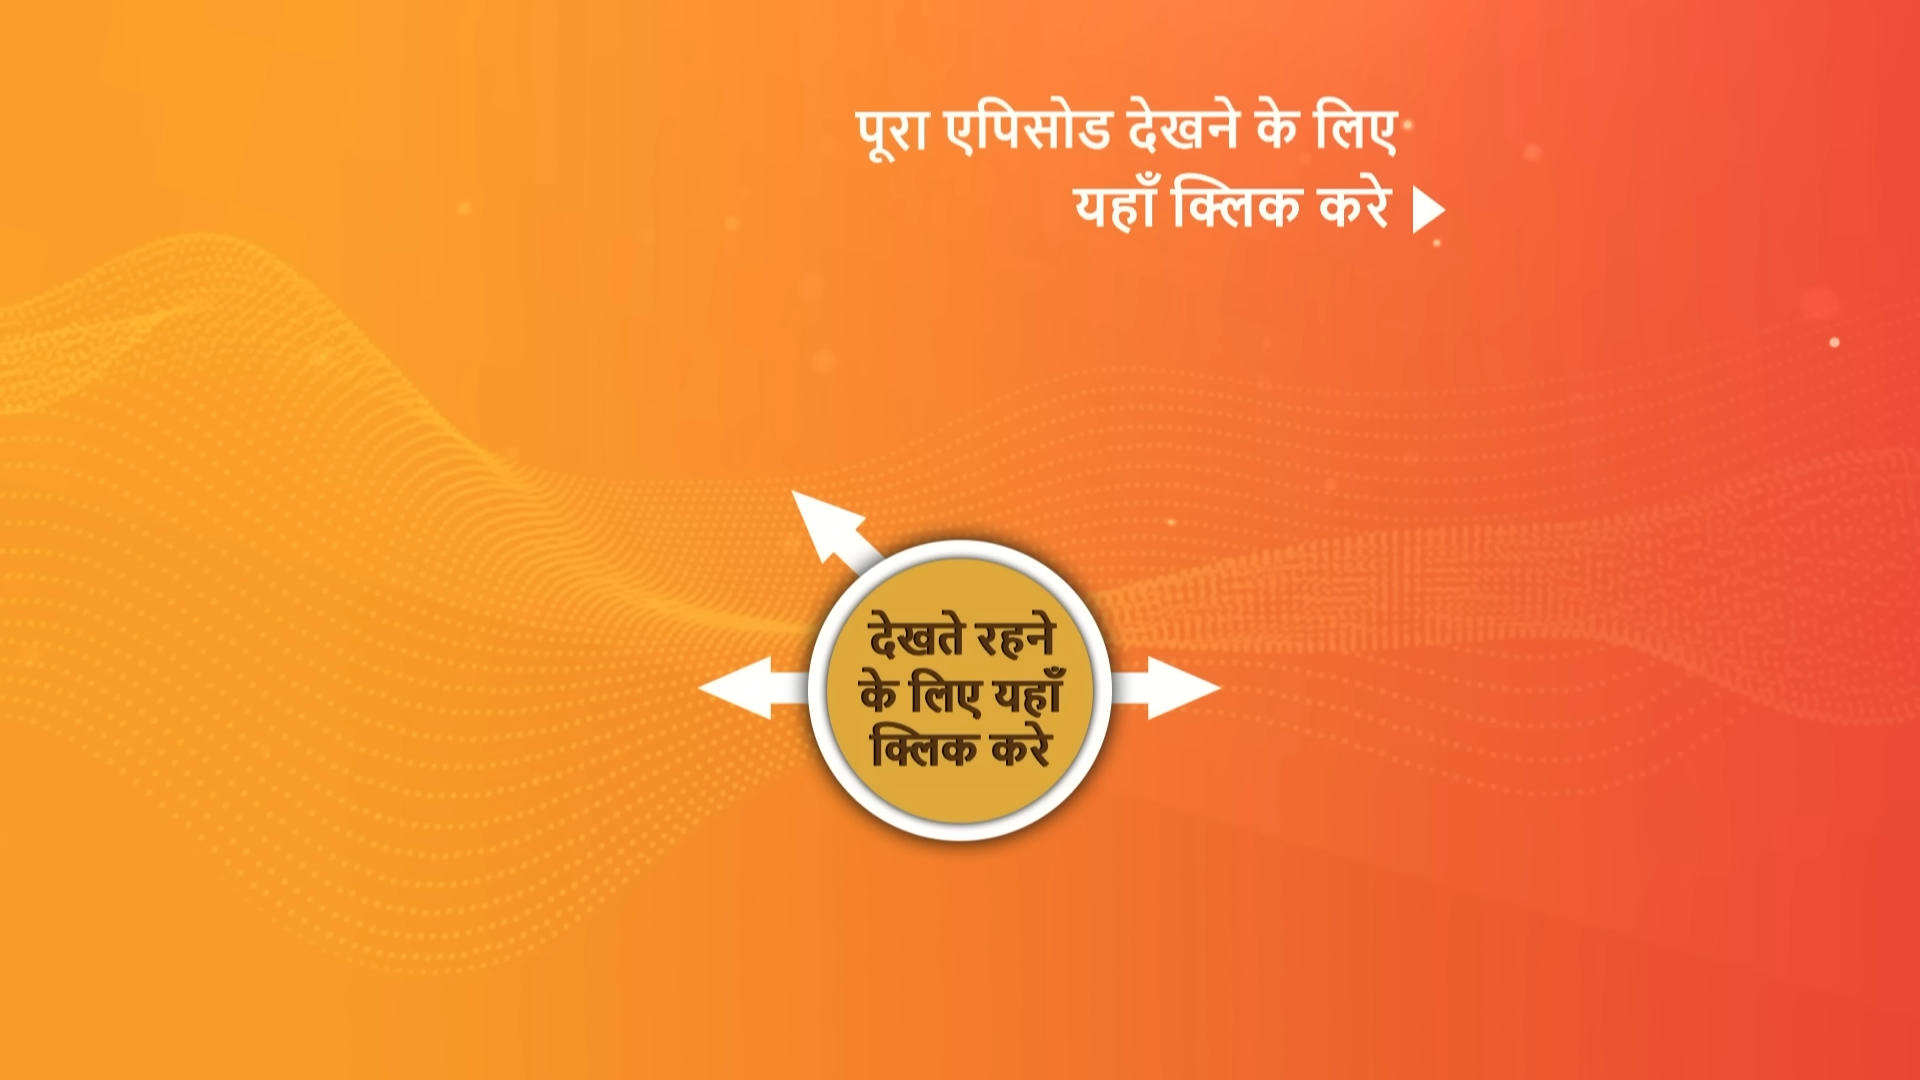 पूरा एपिसोड देखने के लिए
यहाँ क्लिक करे
देखते रहने
के लिए यहाँ
क्लिक करे